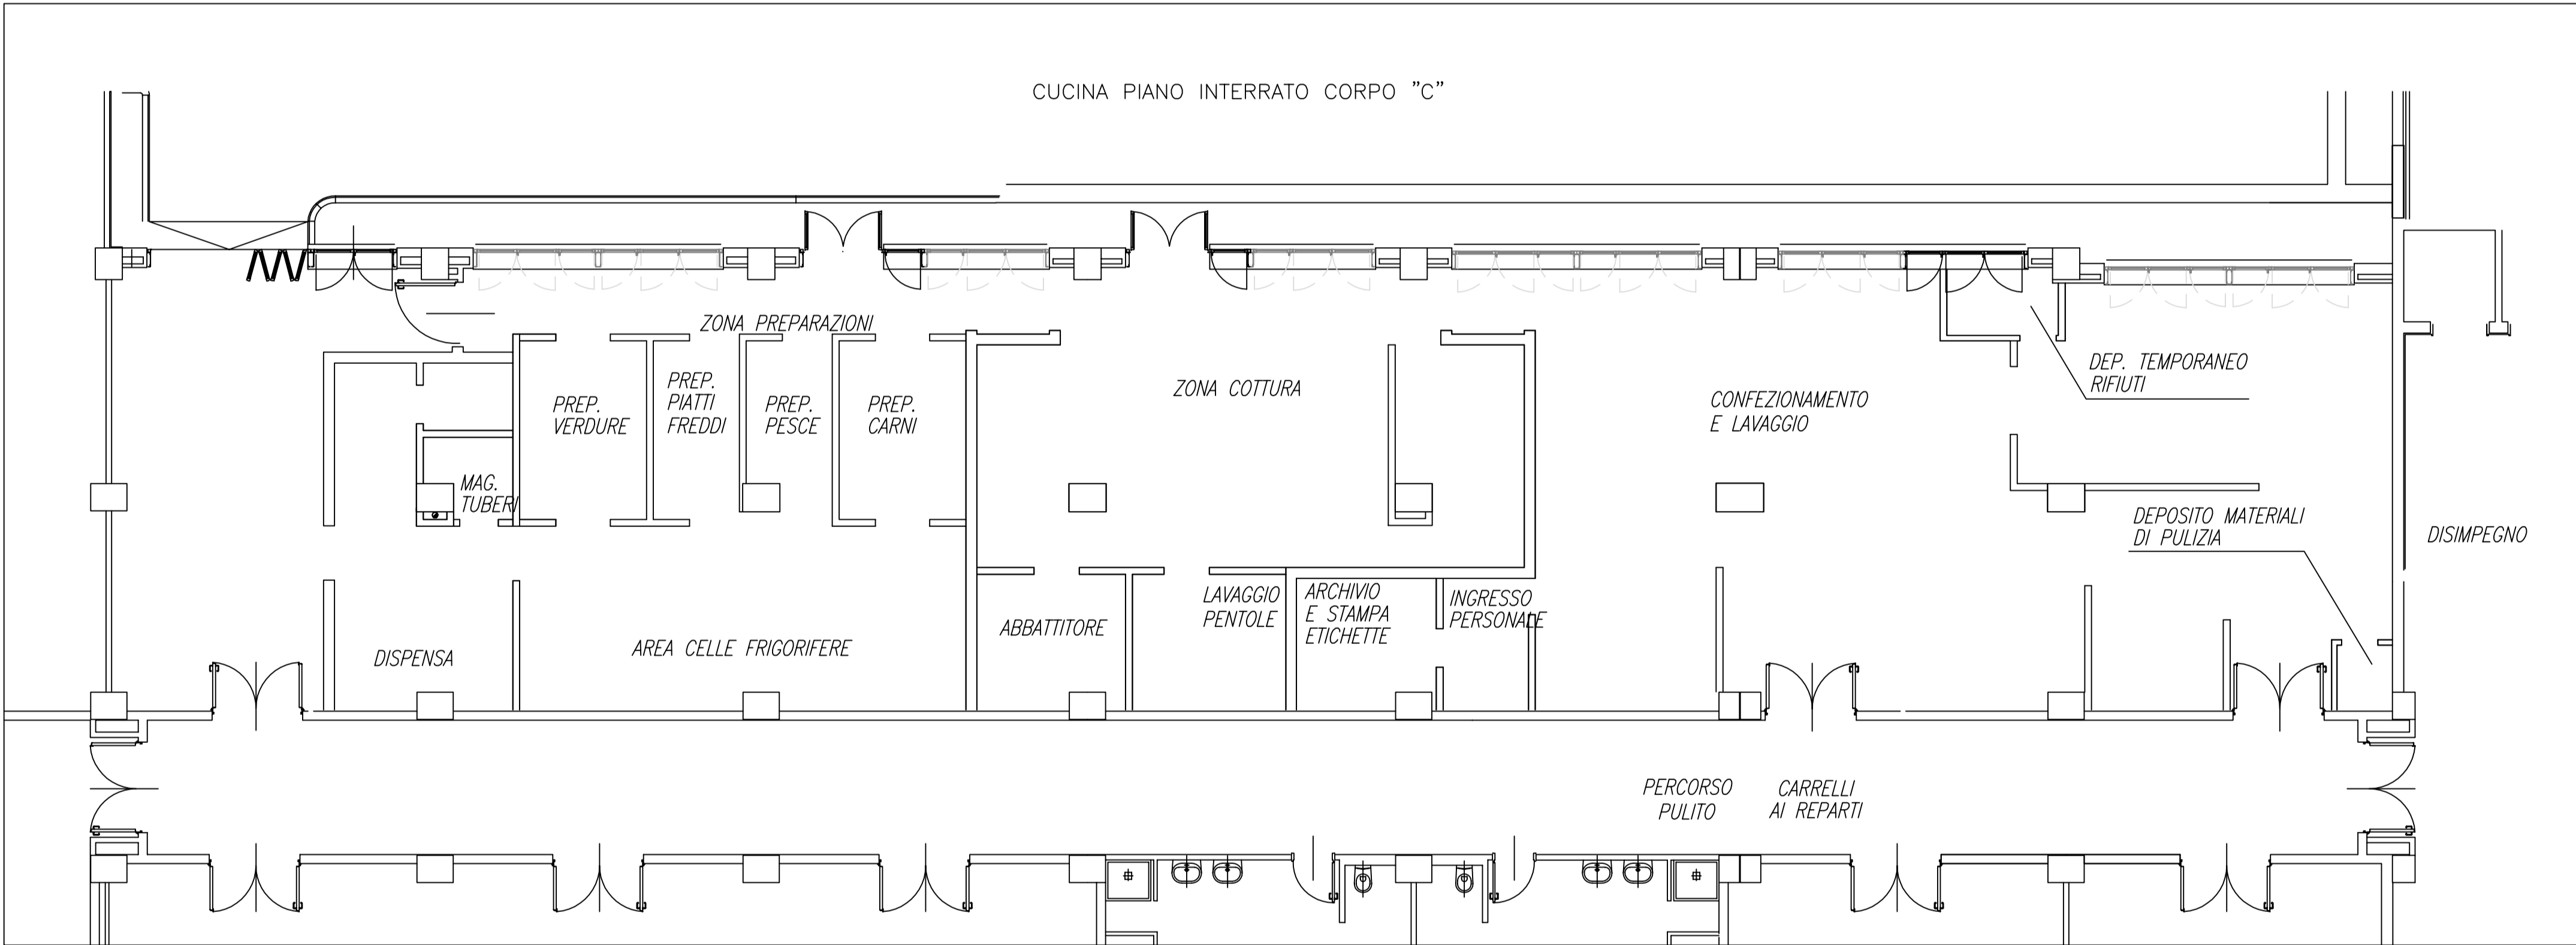 CUCINA PIANO INTERRATO CORPO "C"
ZONA PREPARAZIONI
PREP.
VERDURE
PREP.
PIATTI
FREDDI
PREP.
PESCE
PREP.
CARNI
MAG.
TUBERI
ZONA COTTURA
CONFEZIONAMENTO
E LAVAGGIO
DEP. TEMPORANEO
RIFIUTI
DEPOSITO MATERIALI
DI PULIZIA
DISIMPEGNO
DISPENSA
AREA CELLE FRIGORIFERE
ABBATTITORE
LAVAGGIO
PENTOLE
ARCHIVIO
E STAMPA
ETICHETTE
INGRESSO
PERSONALE
PERCORSO
PULITO
CARRELLI
AI REPARTI